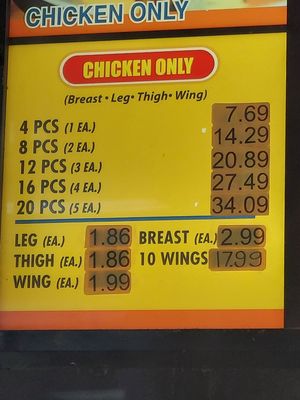 CHICKEN ONLY
CHICKEN ONLY
(Breast • Leg • Thigh • Wing)
4 PCS (1 EA.) 7.69
8 PCS (2 EA.) 14.29
12 PCS (3 EA.) 20.89
16 PCS (4 EA.) 27.49
20 PCS (5 EA.) 34.09
LEG (EA.) 1.86 BREAST (EA.) 2.99
THIGH (EA.) 1.86 10 WINGS 17.99
WING (EA.) 1.99